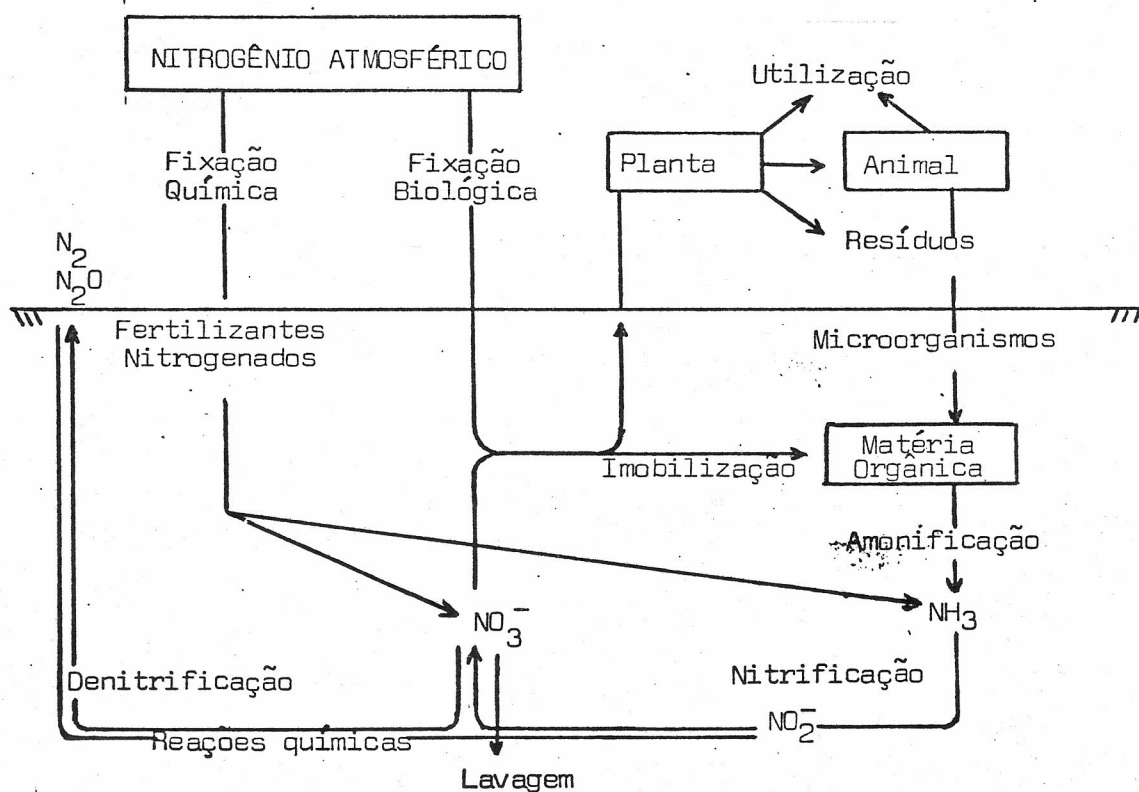 NITROGÊNIO ATMOSFÉRICO
Utilização
Fixação
Química
Fixação
Biológica
Planta
Animal
Resíduos
N2
N2O
Fertilizantes
Nitrogenados
Microorganismos
Matéria
Orgânica
Imobilização
Amonificação
NO3-
NH3
Denitrificação
Nitrificação
NO2-
Reações químicas
Lavagem